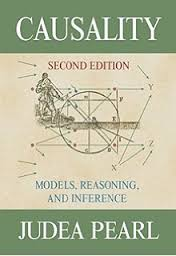 CAUSALITY
SECOND EDITION
MODELS, REASONING,
AND INFERENCE
JUDEA PEARL